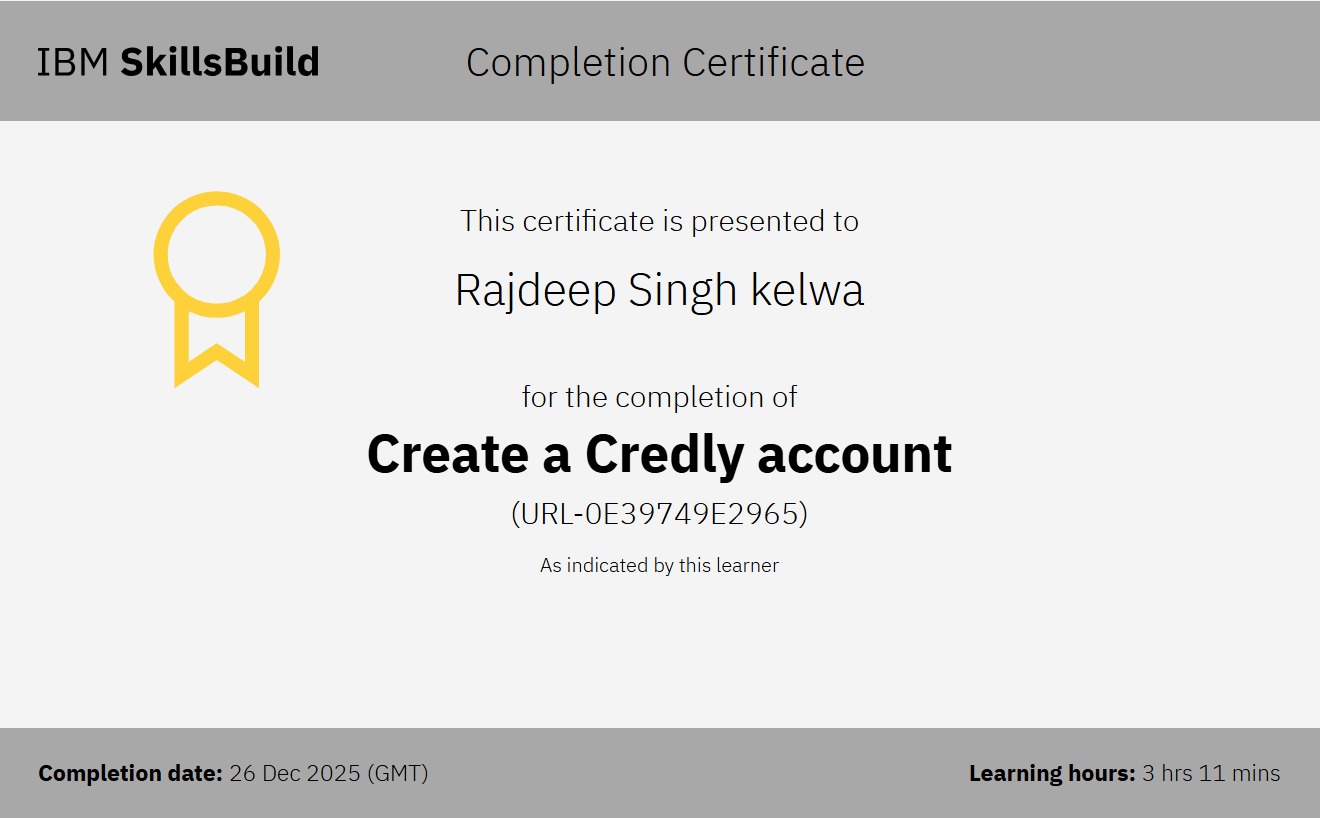 IBM SkillsBuild
Completion Certificate
This certificate is presented to
Rajdeep Singh kelwa
for the completion of
Create a Credly account
(URL-0E39749E2965)
As indicated by this learner
Completion date: 26 Dec 2025 (GMT)
Learning hours: 3 hrs 11 mins